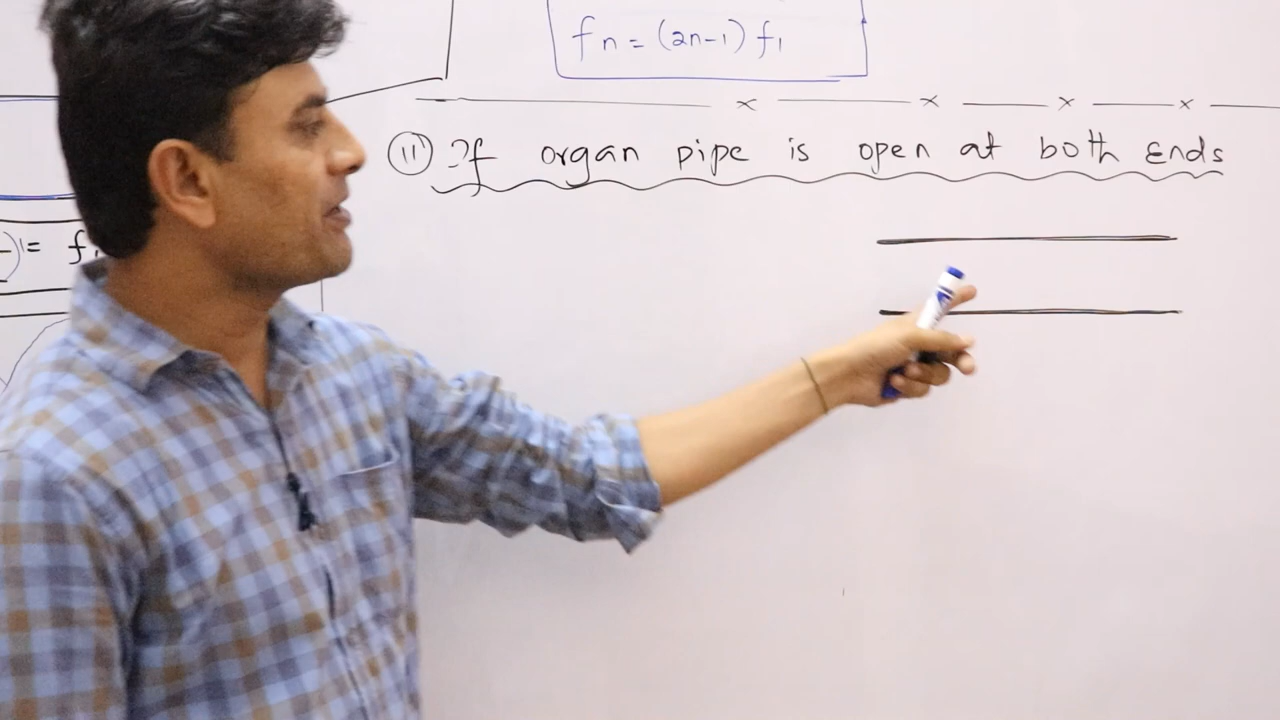 fn = (2n-1) f1
(11) If organ pipe is open at both Ends